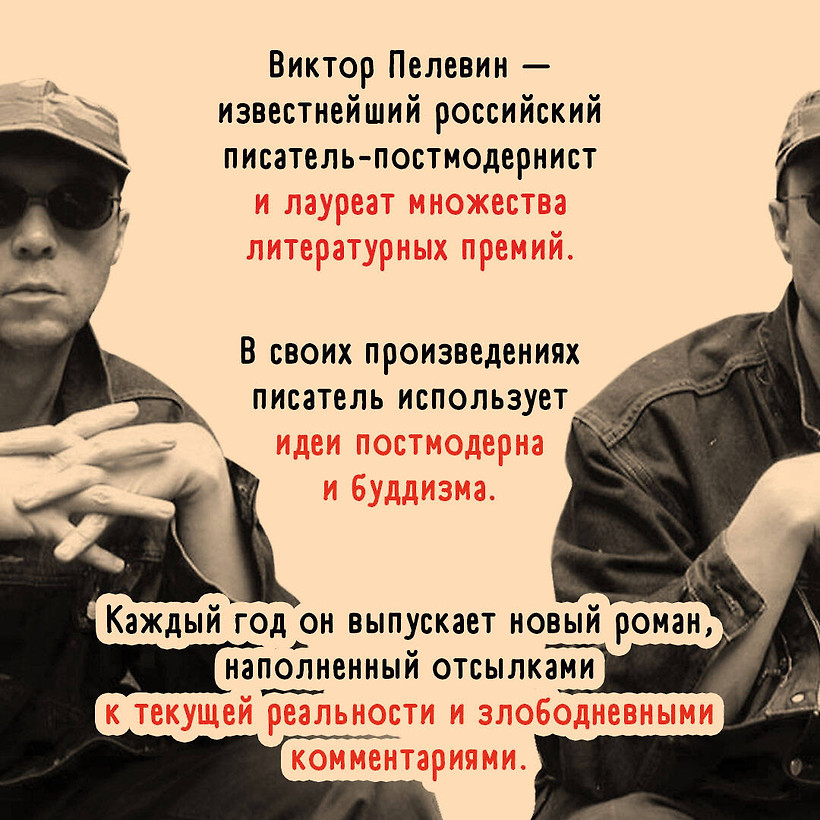 Виктор Пелевин —
известнейший российский
писатель-постмодернист
и лауреат множества
литературных премий.
В своих произведениях
писатель использует
идеи постмодерна
и буддизма.
Каждый год он выпускает новый роман,
наполненный отсылками
к текущей реальности и злободневными
комментариями.